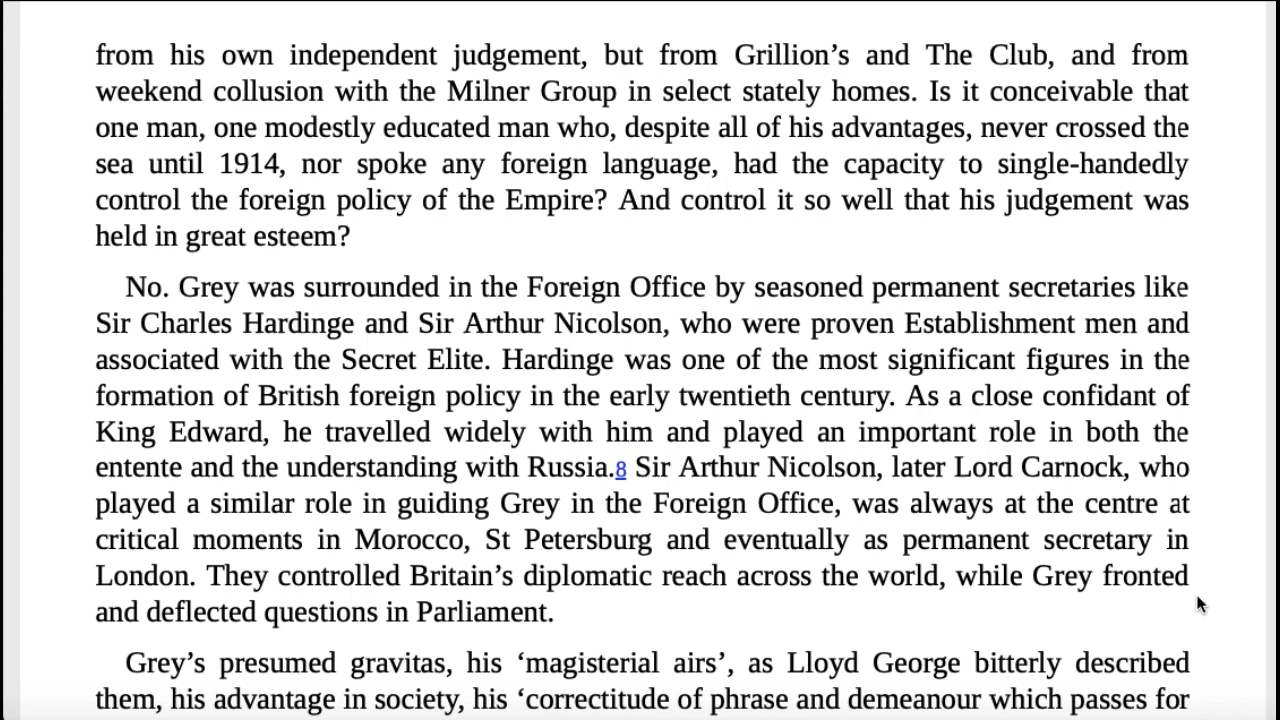 from his own independent judgement, but from Grillion’s and The Club, and from
weekend collusion with the Milner Group in select stately homes. Is it conceivable that
one man, one modestly educated man who, despite all of his advantages, never crossed the
sea until 1914, nor spoke any foreign language, had the capacity to single-handedly
control the foreign policy of the Empire? And control it so well that his judgement was
held in great esteem?
No. Grey was surrounded in the Foreign Office by seasoned permanent secretaries like
Sir Charles Hardinge and Sir Arthur Nicolson, who were proven Establishment men and
associated with the Secret Elite. Hardinge was one of the most significant figures in the
formation of British foreign policy in the early twentieth century. As a close confidant of
King Edward, he travelled widely with him and played an important role in both the
entente and the understanding with Russia.8 Sir Arthur Nicolson, later Lord Carnock, who
played a similar role in guiding Grey in the Foreign Office, was always at the centre at
critical moments in Morocco, St Petersburg and eventually as permanent secretary in
London. They controlled Britain’s diplomatic reach across the world, while Grey fronted
and deflected questions in Parliament.
Grey’s presumed gravitas, his ‘magisterial airs’, as Lloyd George bitterly described
them, his advantage in society, his ‘correctitude of phrase and demeanour which passes for